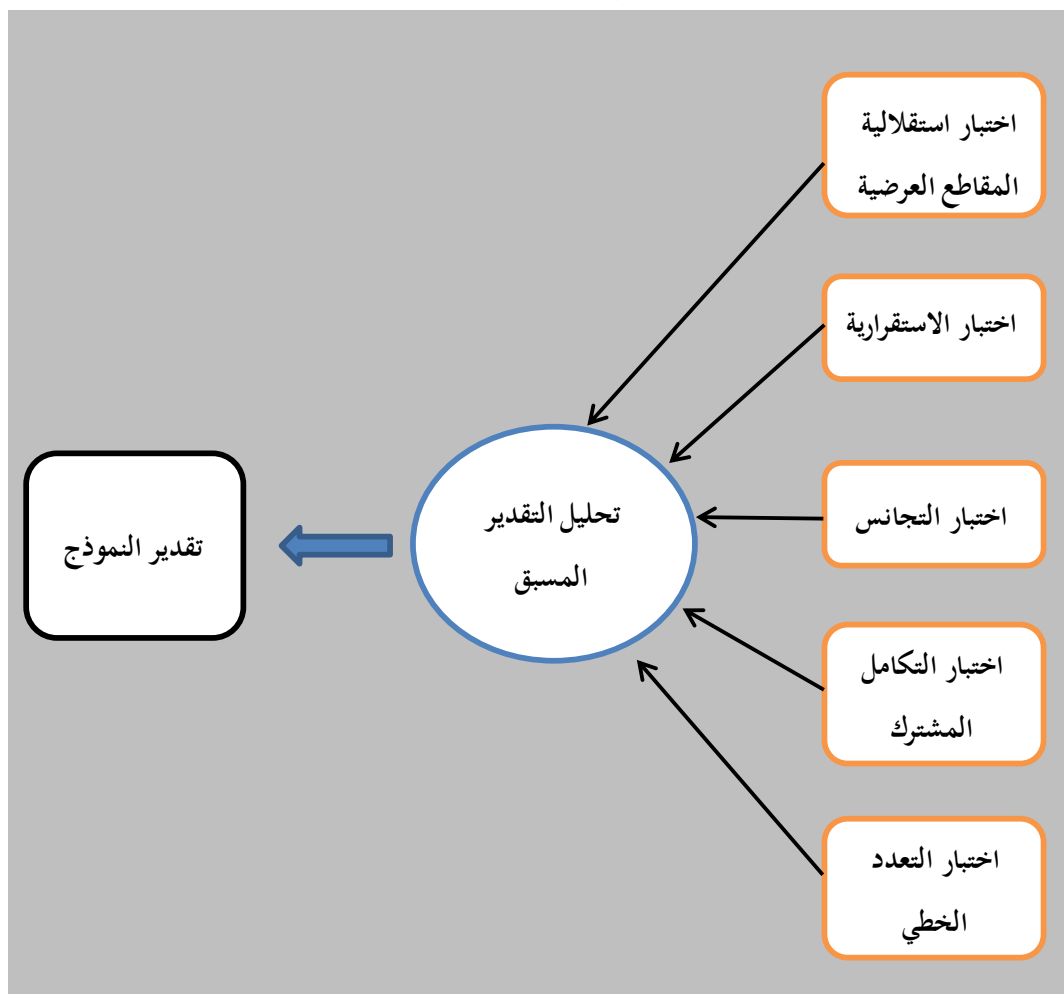 اختبار استقلالية
المقاطع العرضية
اختبار الاستقرارية
اختبار التجانس
اختبار التكامل
المشترك
اختبار التعدد
الخطي
تحليل التقدير
المسبق
تقدير النموذج